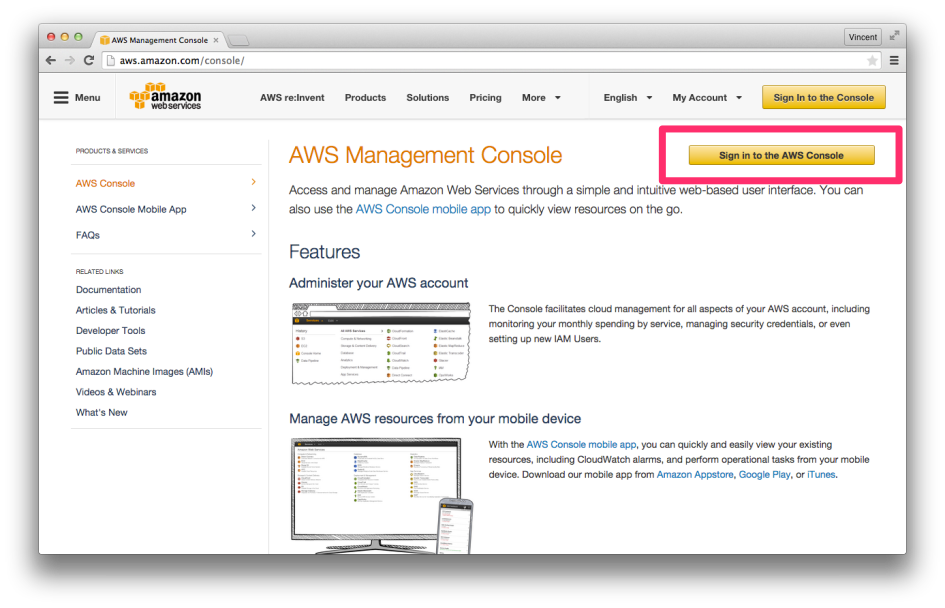 AWS Management Console
Vincent
aws.amazon.com/console/
Menu
amazon
web services
AWS re:Invent
Products
Solutions
Pricing
More
English
My Account
Sign In to the Console
PRODUCTS & SERVICES
AWS Console
AWS Console Mobile App
FAQs
RELATED LINKS
Documentation
Articles & Tutorials
Developer Tools
Public Data Sets
Amazon Machine Images (AMIs)
Videos & Webinars
What's New
AWS Management Console
Sign in to the AWS Console
Access and manage Amazon Web Services through a simple and intuitive web-based user interface. You can
also use the AWS Console mobile app to quickly view resources on the go.
Features
Administer your AWS account
The Console facilitates cloud management for all aspects of your AWS account, including
monitoring your monthly spending by service, managing security credentials, or even
setting up new IAM Users.
Manage AWS resources from your mobile device
With the AWS Console mobile app, you can quickly and easily view your existing
resources, including CloudWatch alarms, and perform operational tasks from your mobile
device. Download our mobile app from Amazon Appstore, Google Play, or iTunes.